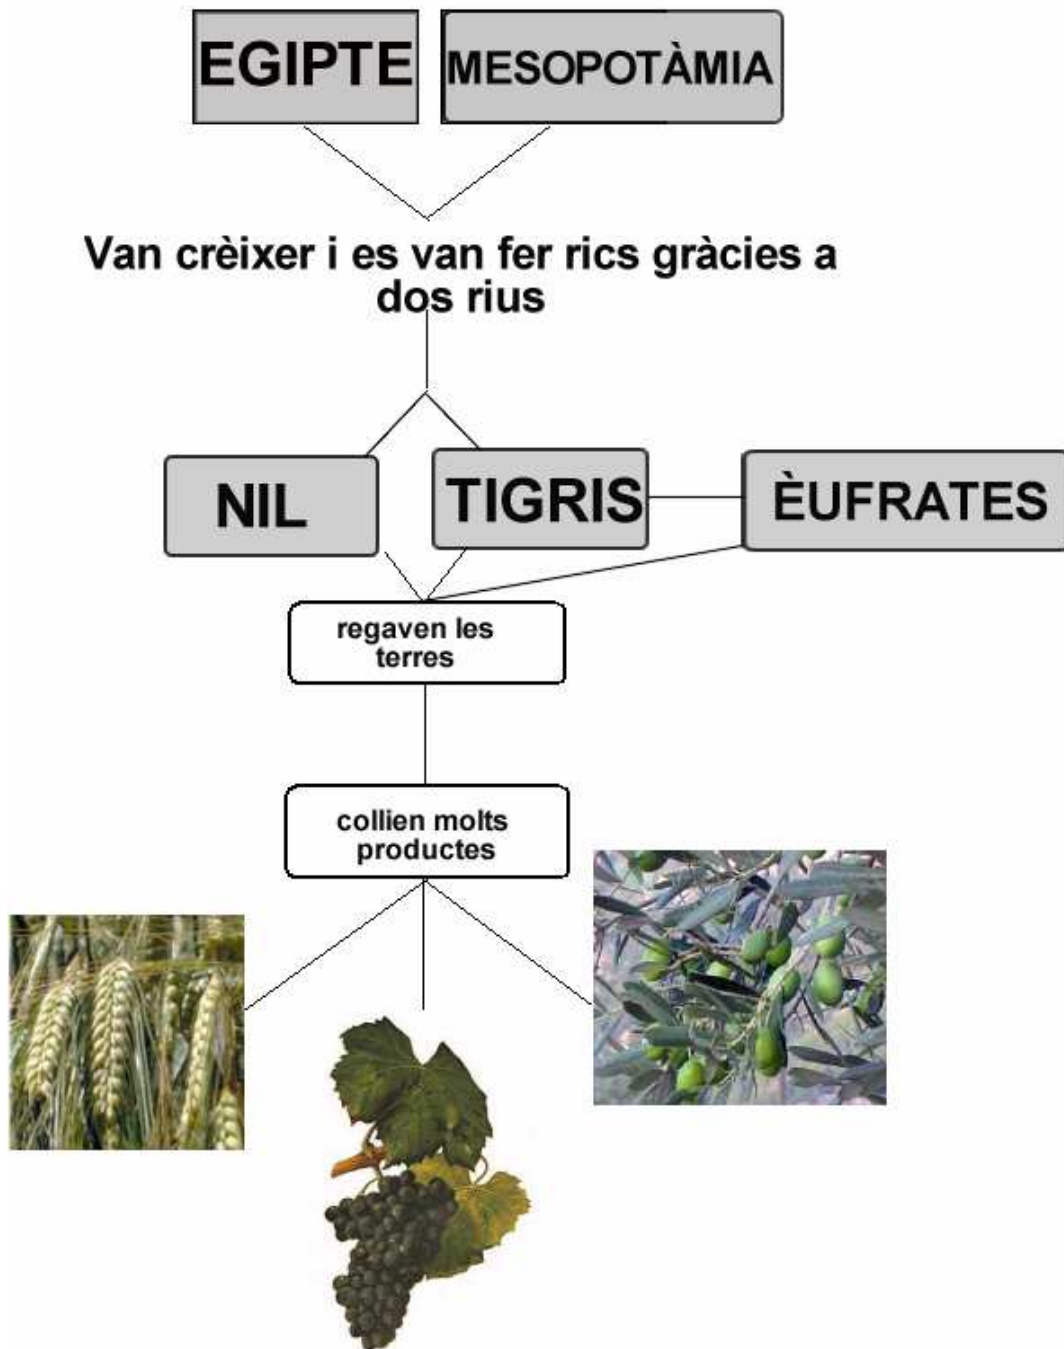 EGIPTE
MESOPOTÀMIA
Van crèixer i es van fer rics gràcies a
dos rius
NIL
TIGRIS
ÈUFRATES
regaven les
terres
collien molts
productes